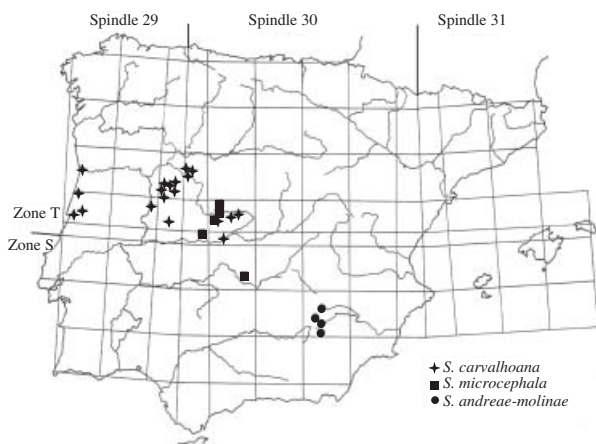 Spindle 29 Spindle 30 Spindle 31
Zone T
Zone S
S. carvalhoana
S. microcephala
S. andreae-molinae